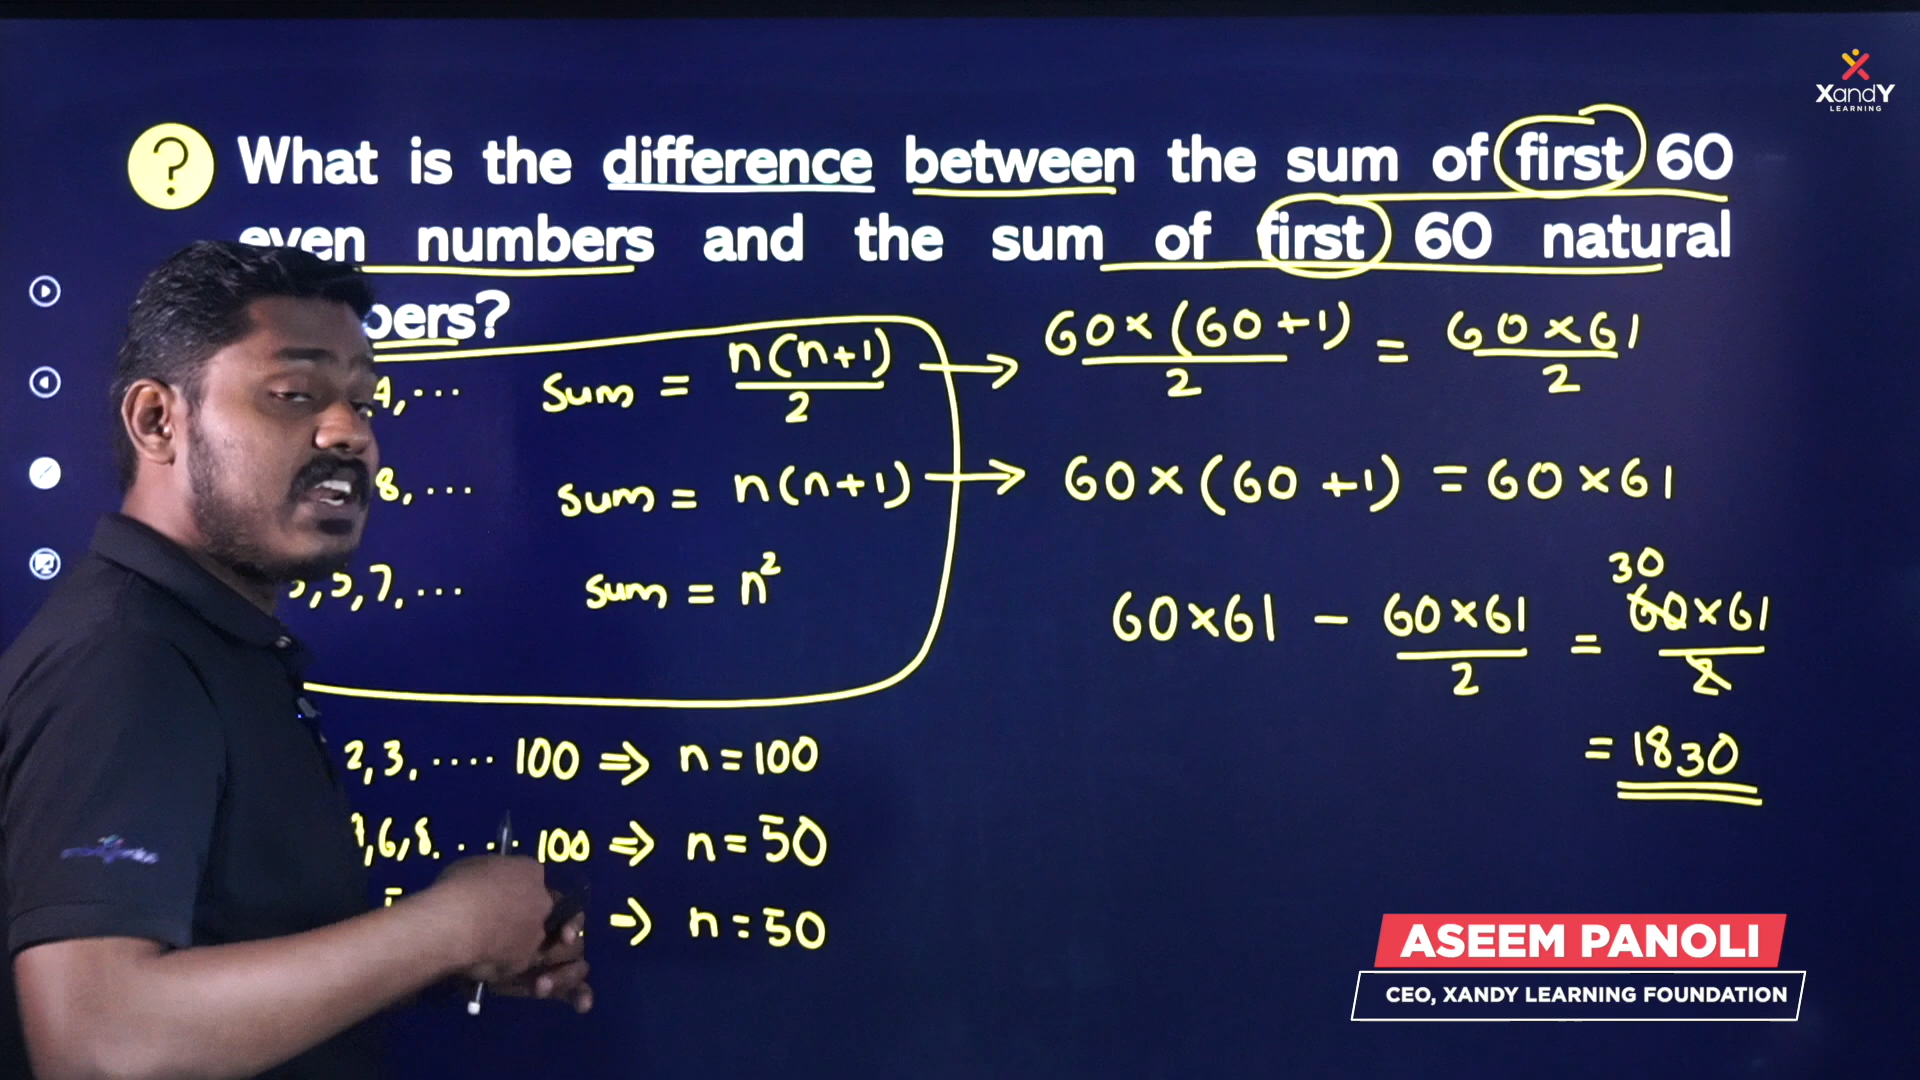 XandY
LEARNING
?
What is the difference between the sum of first 60
even numbers and the sum of first 60 natural
bers?
4, ... sum = n(n+1)/2 → 60×(60+1)/2 = 60×61/2
8, ... sum = n(n+1) → 60×(60+1) = 60×61
5, 7, ... sum = n²
60×61 − 60×61/2 = 60×61/2
30
= 1830
2, 3, .... 100 ⇒ n = 100
, 6, 8. .... 100 ⇒ n = 50
⇒ n = 50
ASEEM PANOLI
CEO, XANDY LEARNING FOUNDATION